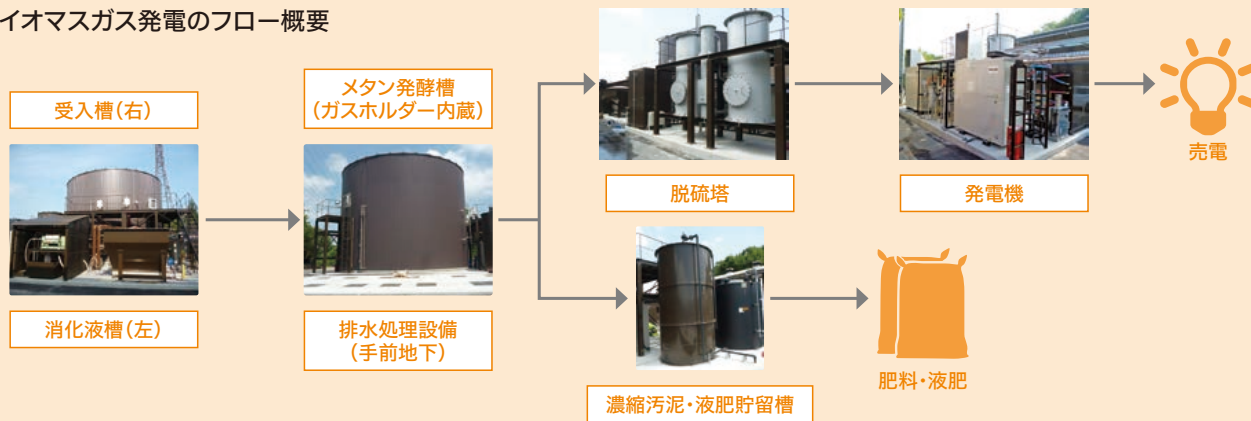 イオマスガス発電のフロー概要
受入槽(右)
消化液槽(左)
メタン発酵槽
(ガスホルダー内蔵)
排水処理設備
(手前地下)
脱硫塔
発電機
売電
濃縮汚泥・液肥貯留槽
肥料・液肥